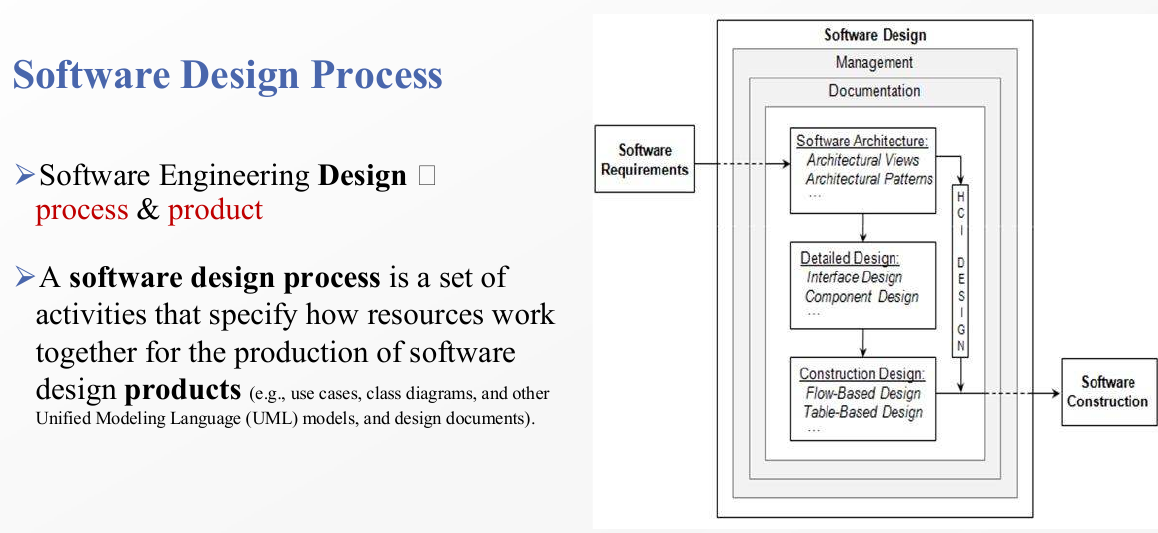 Software Design Process
➢Software Engineering Design □
process & product
➢A software design process is a set of
activities that specify how resources work
together for the production of software
design products (e.g., use cases, class diagrams, and other
Unified Modeling Language (UML) models, and design documents).
Software Design
Management
Documentation
Software
Requirements
Software Architecture:
Architectural Views
Architectural Patterns
...
HCI DESIGN
Detailed Design:
Interface Design
Component Design
...
Construction Design:
Flow-Based Design
Table-Based Design
...
Software
Construction